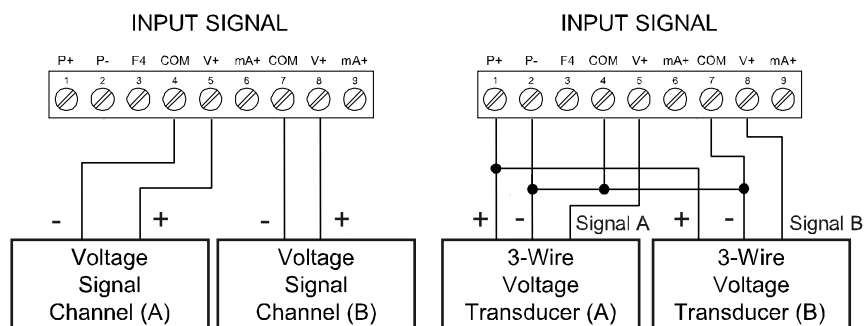 INPUT SIGNAL
P+ P- F4 COM V+ mA+ COM V+ mA+
1 2 3 4 5 6 7 8 9
- + - +
Voltage
Signal
Channel (A)
Voltage
Signal
Channel (B)
INPUT SIGNAL
P+ P- F4 COM V+ mA+ COM V+ mA+
1 2 3 4 5 6 7 8 9
+ - Signal A + - Signal B
3-Wire
Voltage
Transducer (A)
3-Wire
Voltage
Transducer (B)